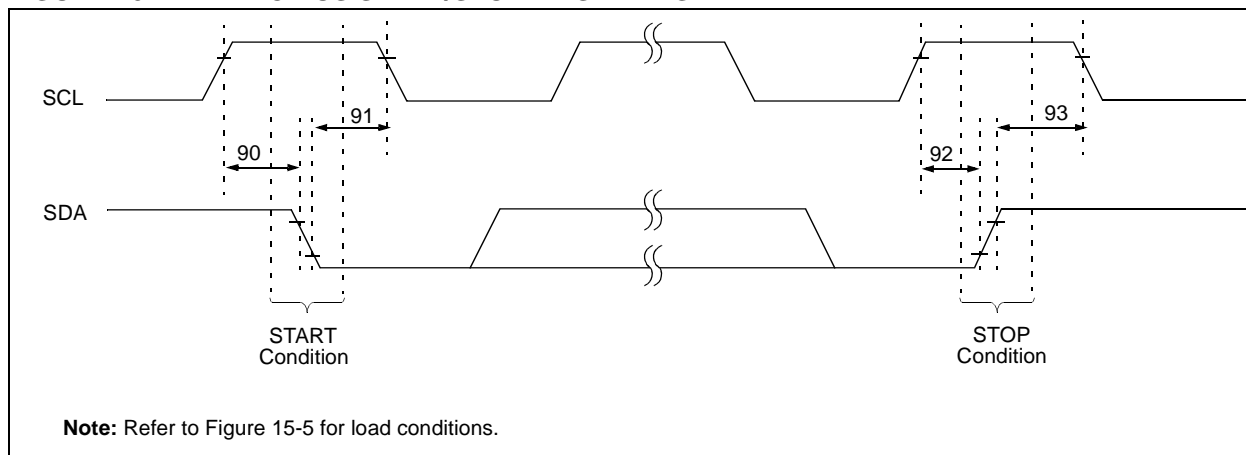 SCL
91
93
90
92
SDA
START
Condition
STOP
Condition
Note: Refer to Figure 15-5 for load conditions.